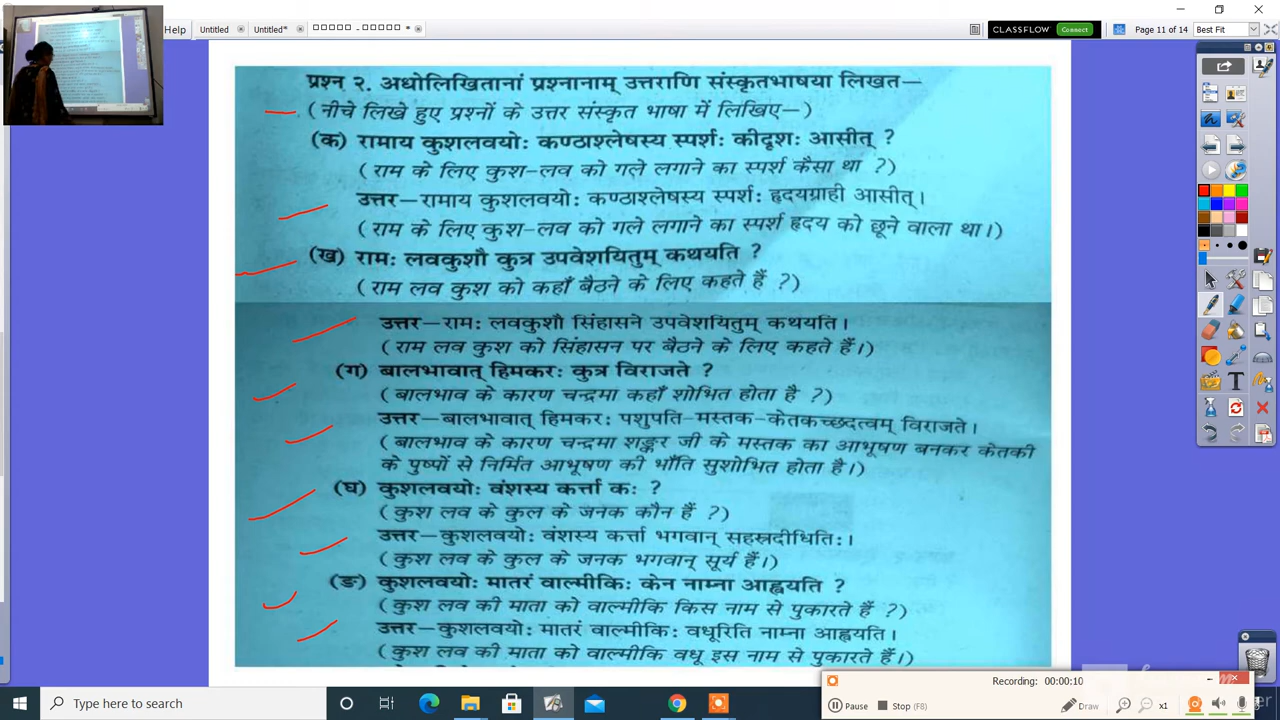 Help Untitled Untitled*
CLASSFLOW Connect Page 11 of 14 Best Fit
उत्तराणि संस्कृतभाषया लिखत–
(नीचे लिखे हुए प्रश्नों के उत्तर संस्कृत भाषा में लिखिए–)
(क) रामाय कुशलवयोः कण्ठाश्लेषस्य स्पर्शः कीदृशः आसीत् ?
(राम के लिए कुश-लव को गले लगाने का स्पर्श कैसा था ?)
उत्तर–रामाय कुशलवयोः कण्ठाश्लेषस्य स्पर्शः हृदयग्राही आसीत्।
(राम के लिए कुश-लव को गले लगाने का स्पर्श हृदय को छूने वाला था।)
(ख) रामः लवकुशौ कुत्र उपवेशयितुम् कथयति ?
(राम लव कुश को कहाँ बैठने के लिए कहते हैं ?)
उत्तर–रामः लवकुशौ सिंहासने उपवेशयितुम् कथयति।
(राम लव कुश को सिंहासन पर बैठने के लिए कहते हैं।)
(ग) बालभावात् हिमकरः कुत्र विराजते ?
(बालभाव के कारण चन्द्रमा कहाँ शोभित होता है ?)
उत्तर–बालभावात् हिमकरः पशुपति-मस्तक-केतकच्छदत्वम् विराजते।
(बालभाव के कारण चन्द्रमा शङ्कर जी के मस्तक का आभूषण बनकर केतकी
के पुष्पों से निर्मित आभूषण की भाँति सुशोभित होता है।)
(घ) कुशलवयोः वंशस्य कर्त्ता कः ?
(कुश लव के कुल के जनक कौन हैं ?)
उत्तर–कुशलवयोः वंशस्य कर्त्ता भगवान् सहस्रदीधितिः।
(कुश लव के कुल के जनक भगवान् सूर्य हैं।)
(ङ) कुशलवयोः मातरं वाल्मीकिः केन नाम्ना आह्वयति ?
(कुश लव की माता को वाल्मीकि किस नाम से पुकारते हैं ?)
उत्तर–कुशलवयोः मातरं वाल्मीकिः वधूरिति नाम्ना आह्वयति।
(कुश लव की माता को वाल्मीकि वधू इस नाम से पुकारते हैं।)
Recording: 00:00:10
Pause Stop (F8) Draw x1
Type here to search